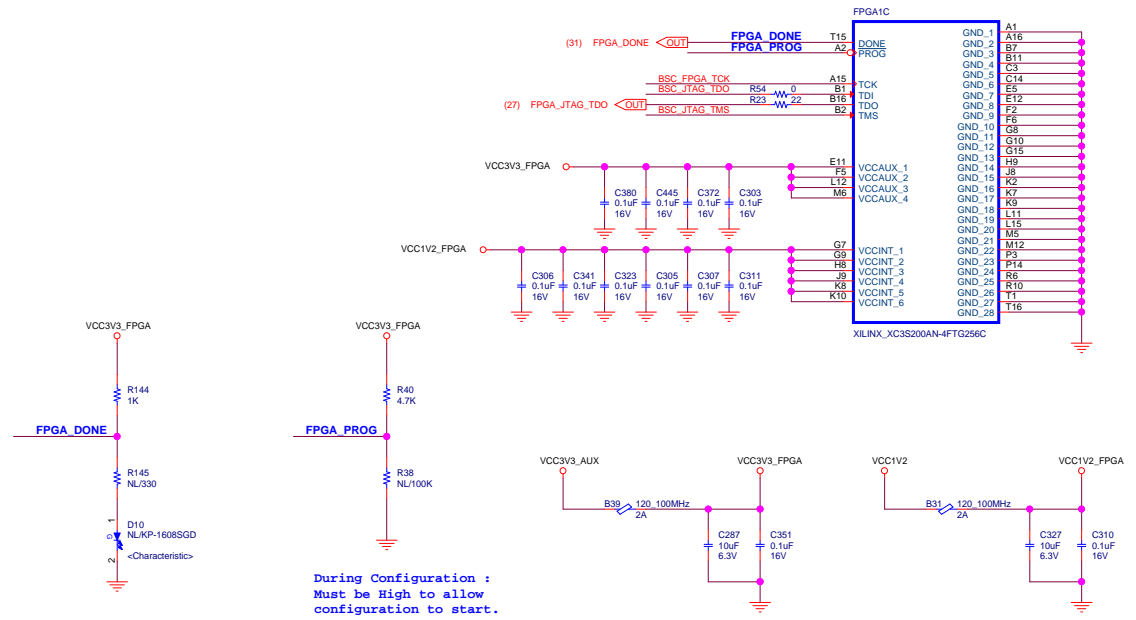 FPGA1C
(31) FPGA_DONE OUT FPGA_DONE T15 DONE GND_1 A1
FPGA_PROG A2 PROG GND_2 A16
GND_3 B7
GND_4 B11
GND_5 C3
BSC_FPGA_TCK A15 TCK GND_6 C14
BSC_JTAG_TDO R54 0 B1 TDI GND_7 E5
(27) FPGA_JTAG_TDO OUT R23 22 B16 TDO GND_8 E12
BSC_JTAG_TMS B2 TMS GND_9 F2
GND_10 F6
GND_11 G8
GND_12 G10
GND_13 G15
VCC3V3_FPGA E11 VCCAUX_1 GND_14 H9
F5 VCCAUX_2 GND_15 J8
L12 VCCAUX_3 GND_16 K2
M6 VCCAUX_4 GND_17 K7
GND_18 K9
GND_19 L11
GND_20 L15
GND_21 M5
C380 C445 C372 C303
0.1uF 0.1uF 0.1uF 0.1uF
16V 16V 16V 16V
VCC1V2_FPGA G7 VCCINT_1 GND_22 M12
G9 VCCINT_2 GND_23 P3
H8 VCCINT_3 GND_24 P14
J9 VCCINT_4 GND_25 R6
K8 VCCINT_5 GND_26 R10
K10 VCCINT_6 GND_27 T1
GND_28 T16
C306 C341 C323 C305 C307 C311
0.1uF 0.1uF 0.1uF 0.1uF 0.1uF 0.1uF
16V 16V 16V 16V 16V 16V
XILINX_XC3S200AN-4FTG256C
VCC3V3_FPGA
R144
1K
FPGA_DONE
R145
NL/330
1
D10
NL/KP-1608SGD
G
<Characteristic>
2
VCC3V3_FPGA
R40
4.7K
FPGA_PROG
R38
NL/100K
During Configuration :
Must be High to allow
configuration to start.
VCC3V3_AUX VCC3V3_FPGA
B39 120_100MHz
2A
C287 C351
10uF 0.1uF
6.3V 16V
VCC1V2 VCC1V2_FPGA
B31 120_100MHz
2A
C327 C310
10uF 0.1uF
6.3V 16V